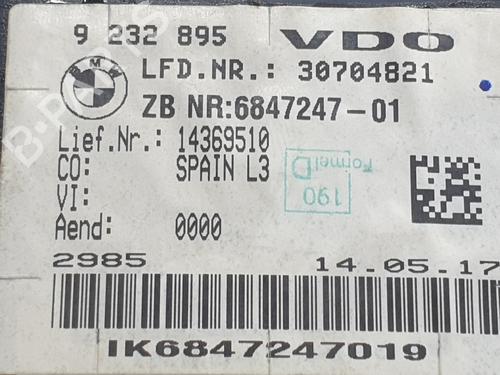 9 232 895 VDO
BMW
LFD.NR.: 30704821
ZB NR:6847247-01
Lief.Nr.: 14369510
CO: SPAIN L3
VI:
Aend: 0000
Formel D
190
2985 14.05.17
IK6847247019